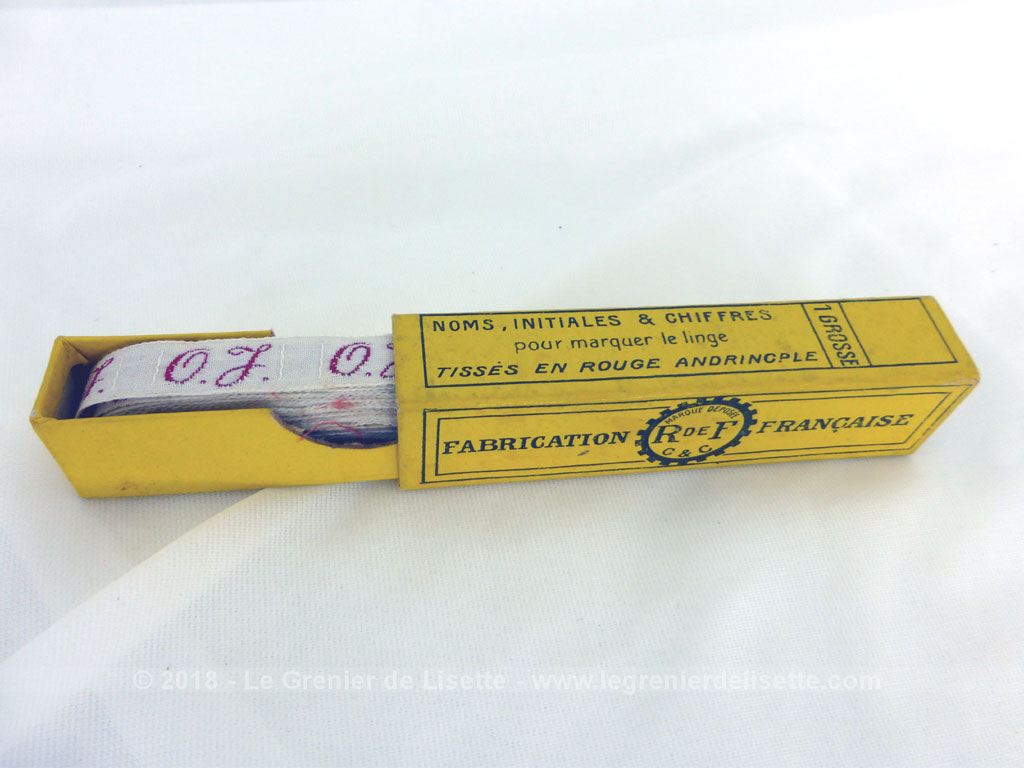 NOMS, INITIALES & CHIFFRES
pour marquer le linge
TISSÉS EN ROUGE ANDRINOPLE
1 GROSSE
O. J. O.
FABRICATION
MARQUE DÉPOSÉE
R DE F
C & C
FRANÇAISE
© 2018 - Le Grenier de Lisette - www.legrenierdelisette.com